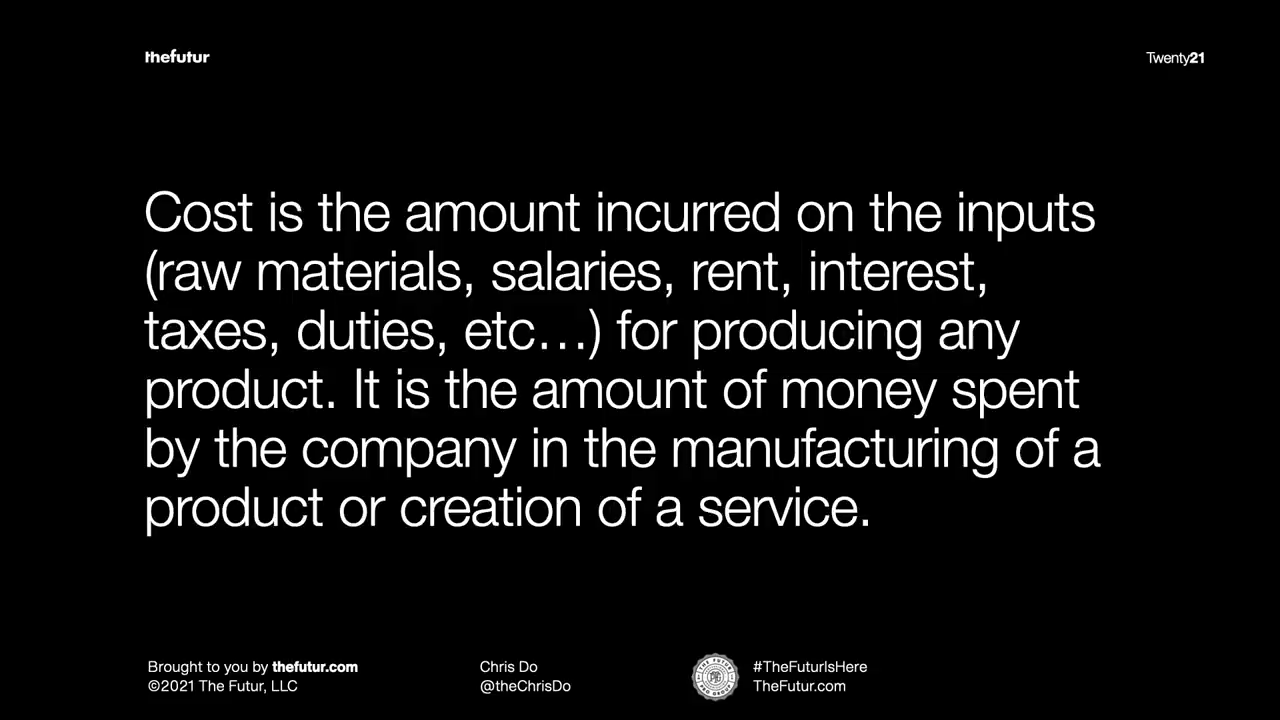 thefutur
Twenty21
Cost is the amount incurred on the inputs
(raw materials, salaries, rent, interest,
taxes, duties, etc…) for producing any
product. It is the amount of money spent
by the company in the manufacturing of a
product or creation of a service.
Brought to you by thefutur.com
©2021 The Futur, LLC
Chris Do
@theChrisDo
#TheFuturIsHere
TheFutur.com